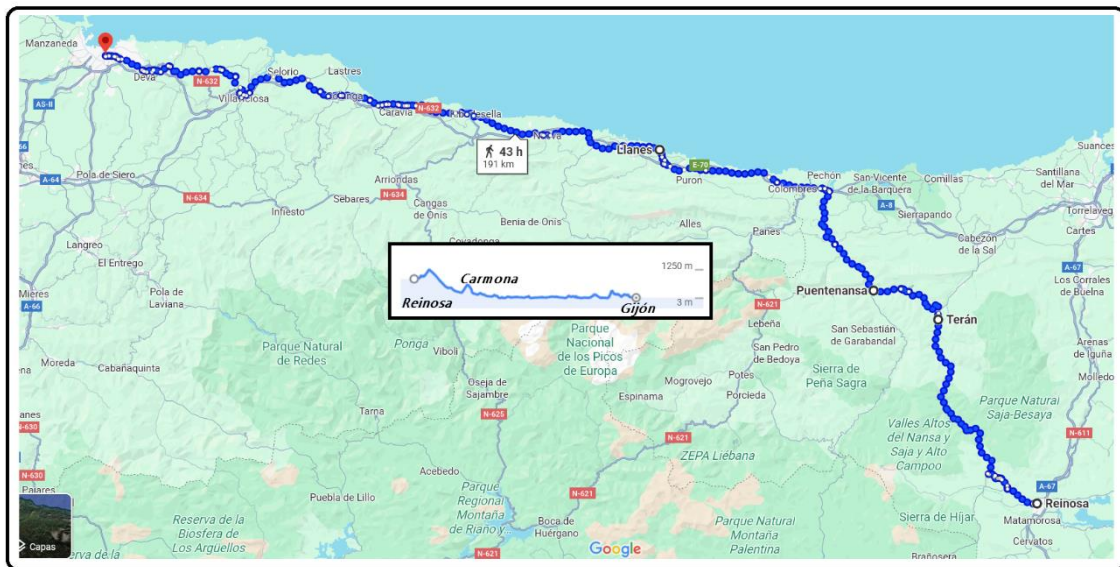 Manzaneda
Deva
N-632
Villaviciosa
Selorio
Lastres
Colunga
N-632
Caravia
Ribadesella
Nueva
43 h
191 km
Llanes
Puron
E-70
Colombres
Pechón
San Vicente
de la Barquera
Comillas
Suances
Santillana
del Mar
Torrelavega
AS-II
A-66
A-64
Pola de Siero
N-634
Infiesto
Sebares
N-634
Arriondas
Cangas
de Onís
Benia de Onís
Alles
Panes
A-8
Sierrapando
Cabezón
de la Sal
Cartes
Langreo
El Entrego
Covadonga
A-67
Los Corrales
de Buelna
Mieres
A-66
Pola de
Laviana
1250 m
Carmona
Reinosa
Gijón
3 m
Puentenansa
N-621
Lebeña
Terán
San Sebastián
de Garabandal
Arenas
de Iguña
Moreda
Cabañaquinta
Parque Natural
de Redes
Ponga
Viboli
Parque
Nacional
de los Picos
de Europa
San Pedro
de Bedoya
Sierra de
Peña Sagra
Molledo
Oseja de
Sajambre
Espinama
Mogrovejo
Potes
Porcieda
Parque Natural
Saja-Besaya
Tarna
N-625
N-621
Valles Altos
del Nansa y
Saja y Alto
Campoo
N-611
N-630
N-630
Pajares
Acebedo
ZEPA Liébana
A-67
Reinosa
Matamorosa
Puebla de Lillo
Parque
Regional
Montaña
de Riaño y...
N-621
Boca de
Huérgano
Parque Natural
Montaña
Palentina
Sierra de Híjar
Cervatos
Reserva de la
Biosfera de
Los Argüellos
Capas
N-621
Google
Brañosera